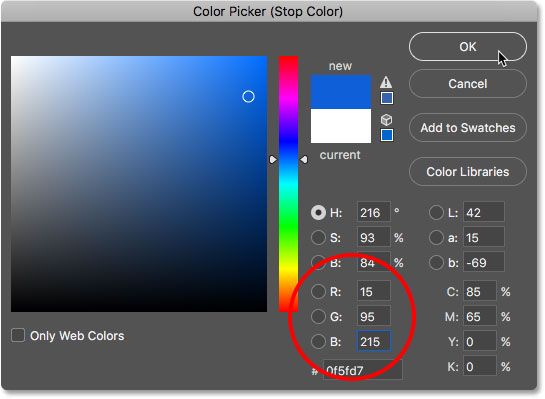 Color Picker (Stop Color)
new
OK
Cancel
Add to Swatches
current
Color Libraries
H: 216 ° L: 42
S: 93 % a: 15
B: 84 % b: -69
R: 15 C: 85 %
G: 95 M: 65 %
B: 215 Y: 0 %
Only Web Colors
# 0f5fd7 K: 0 %